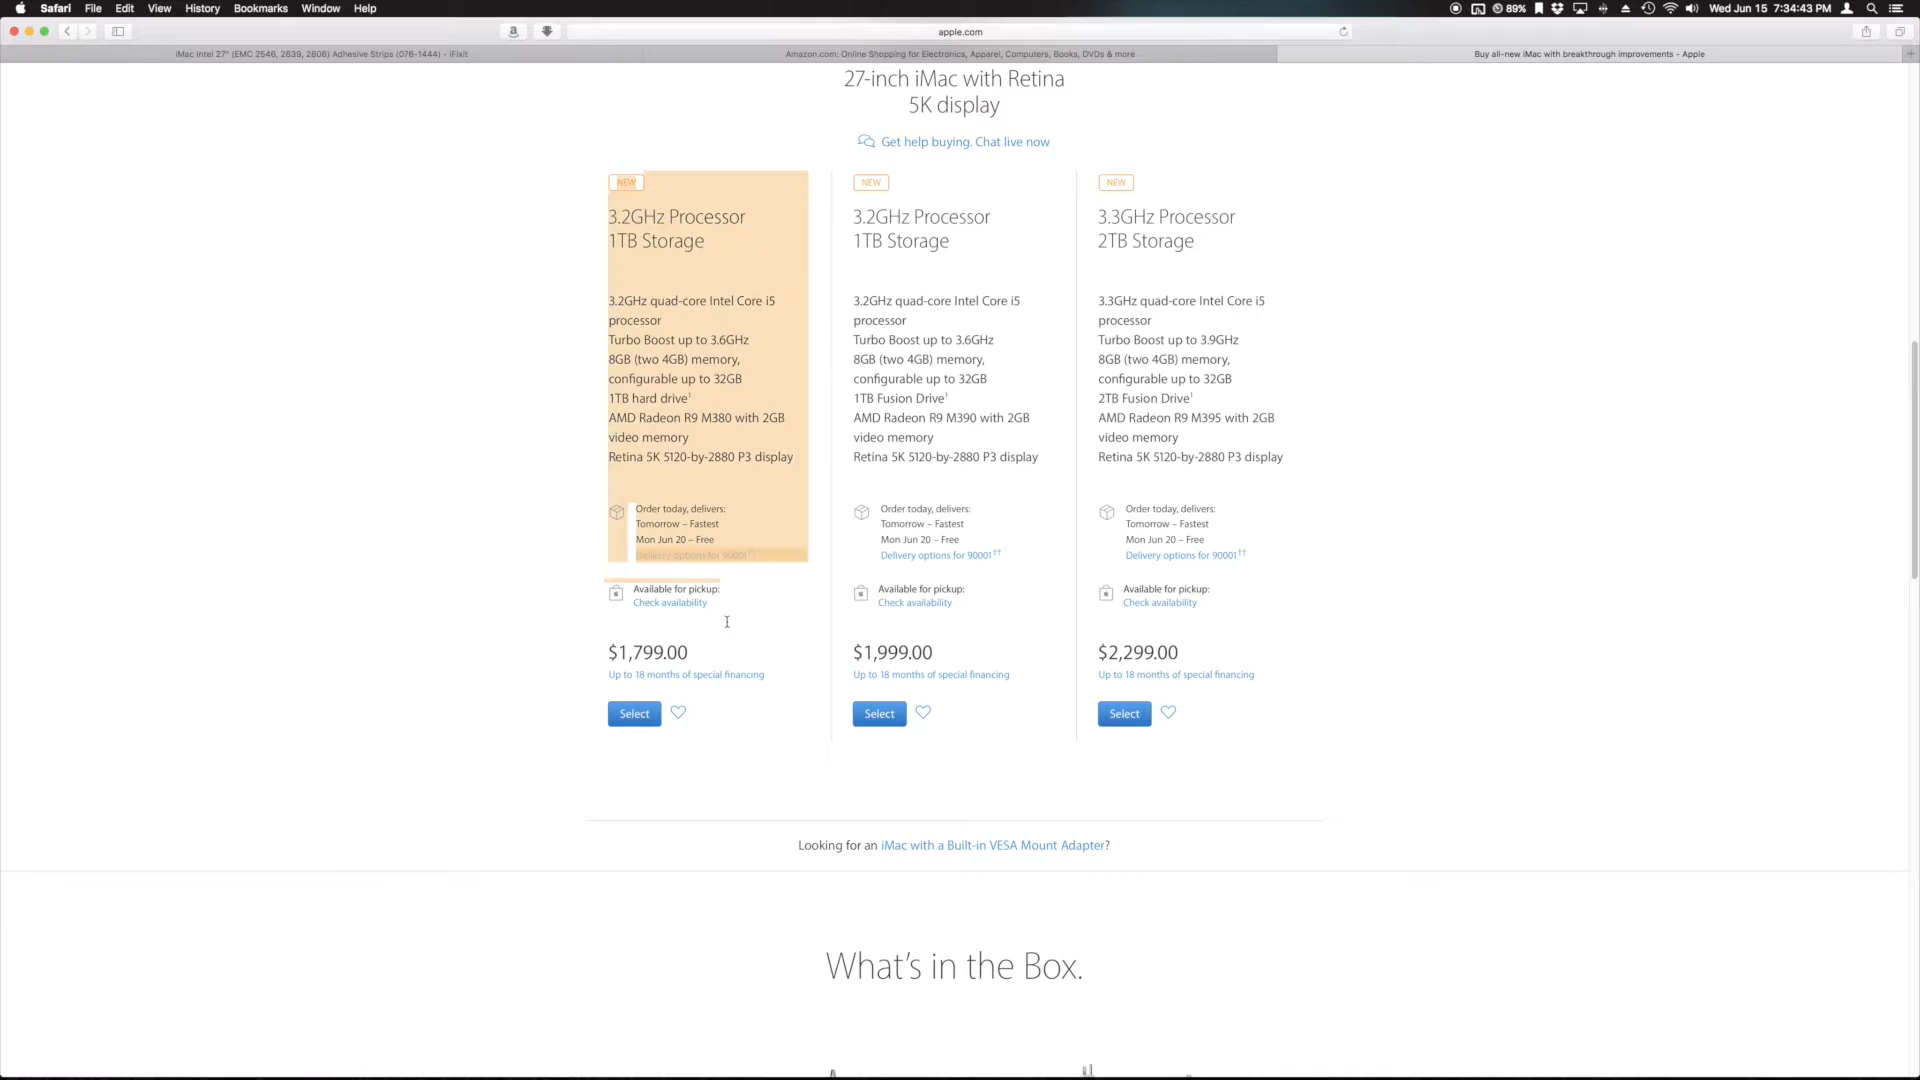 Safari File Edit View History Bookmarks Window Help
89% Wed Jun 15 7:34:43 PM
apple.com
iMac Intel 27" (EMC 2546, 2639, 2806) Adhesive Strips (076-1444) - iFixit
Amazon.com: Online Shopping for Electronics, Apparel, Computers, Books, DVDs & more
Buy all-new iMac with breakthrough improvements - Apple
27-inch iMac with Retina
5K display
Get help buying. Chat live now
NEW
3.2GHz Processor
1TB Storage
3.2GHz quad-core Intel Core i5
processor
Turbo Boost up to 3.6GHz
8GB (two 4GB) memory,
configurable up to 32GB
1TB hard drive¹
AMD Radeon R9 M380 with 2GB
video memory
Retina 5K 5120-by-2880 P3 display
Order today, delivers:
Tomorrow – Fastest
Mon Jun 20 – Free
Delivery options for 90001††
Available for pickup:
Check availability
$1,799.00
Up to 18 months of special financing
Select
NEW
3.2GHz Processor
1TB Storage
3.2GHz quad-core Intel Core i5
processor
Turbo Boost up to 3.6GHz
8GB (two 4GB) memory,
configurable up to 32GB
1TB Fusion Drive¹
AMD Radeon R9 M390 with 2GB
video memory
Retina 5K 5120-by-2880 P3 display
Order today, delivers:
Tomorrow – Fastest
Mon Jun 20 – Free
Delivery options for 90001††
Available for pickup:
Check availability
$1,999.00
Up to 18 months of special financing
Select
NEW
3.3GHz Processor
2TB Storage
3.3GHz quad-core Intel Core i5
processor
Turbo Boost up to 3.9GHz
8GB (two 4GB) memory,
configurable up to 32GB
2TB Fusion Drive¹
AMD Radeon R9 M395 with 2GB
video memory
Retina 5K 5120-by-2880 P3 display
Order today, delivers:
Tomorrow – Fastest
Mon Jun 20 – Free
Delivery options for 90001††
Available for pickup:
Check availability
$2,299.00
Up to 18 months of special financing
Select
Looking for an iMac with a Built-in VESA Mount Adapter?
What's in the Box.